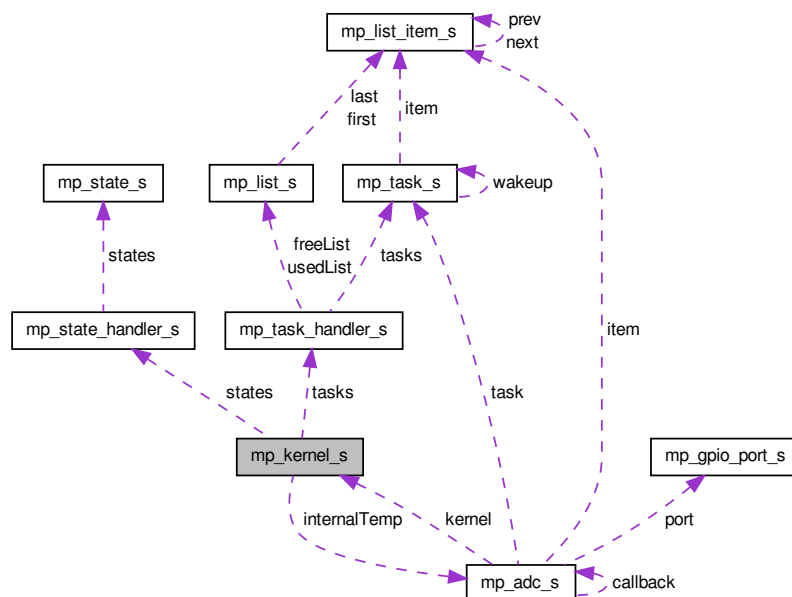 mp_list_item_s
prev
next
last
first
item
mp_state_s
mp_list_s
mp_task_s
wakeup
states
freeList
usedList
tasks
mp_state_handler_s
mp_task_handler_s
item
states
tasks
task
mp_kernel_s
mp_gpio_port_s
internalTemp
kernel
port
mp_adc_s
callback